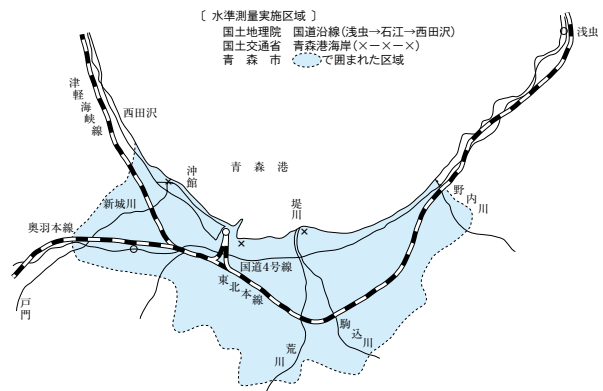 〔 水準測量実施区域 〕
国土地理院　国道沿線(浅虫→石江→西田沢)
国土交通省　青森港海岸(×－×－×)
青　森　市　で囲まれた区域
浅虫
津軽海峡線
西田沢
沖館
青　森　港
堤川
野内川
新城川
奥羽本線
国道4号線
東北本線
戸門
駒込川
荒川